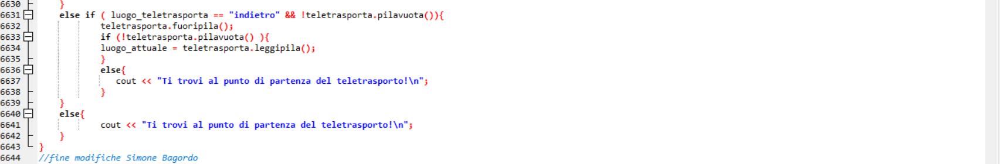 6630 }
6631 else if ( luogo_teletrasporta == "indietro" && !teletrasporta.pilavuota()){
6632 teletrasporta.fuoripila();
6633 if (!teletrasporta.pilavuota() ){
6634 luogo_attuale = teletrasporta.leggipila();
6635 }
6636 else{
6637 cout << "Ti trovi al punto di partenza del teletrasporto!\n";
6638 }
6639 }
6640 else{
6641 cout << "Ti trovi al punto di partenza del teletrasporto!\n";
6642 }
6643 }
6644 //fine modifiche Simone Bagordo